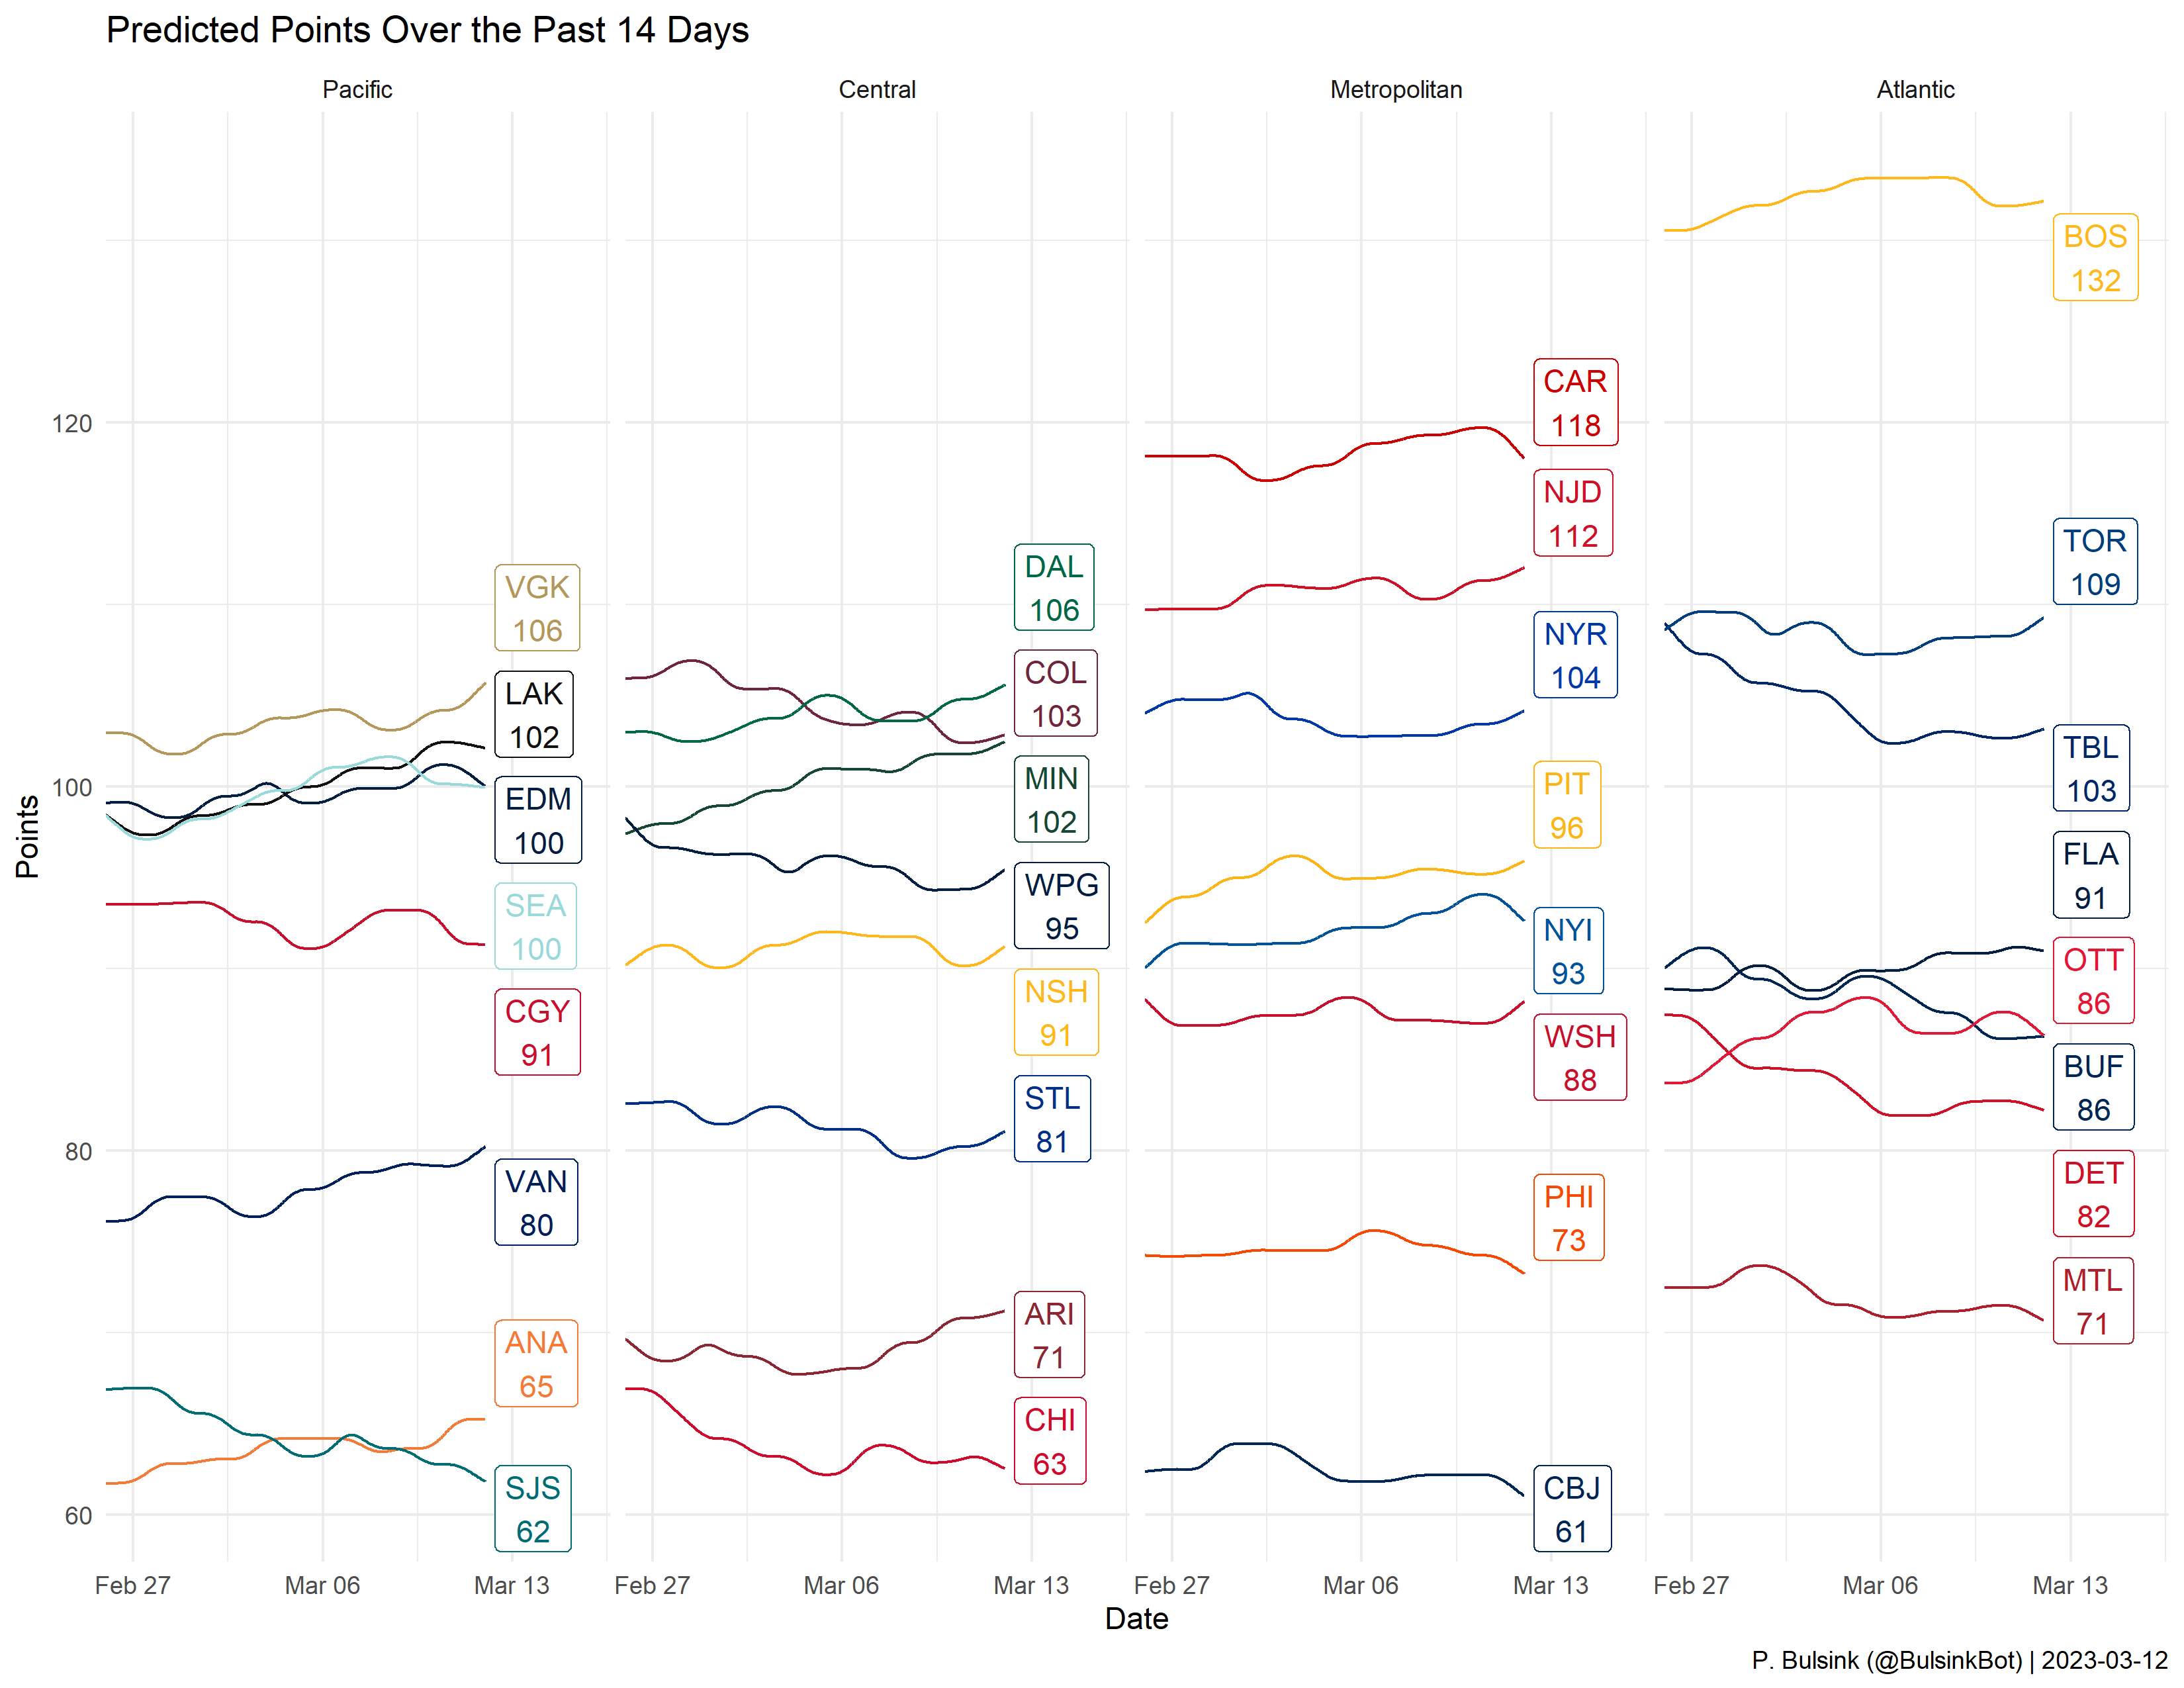 Predicted Points Over the Past 14 Days
Pacific
Central
Metropolitan
Atlantic
Points
120
100
80
60
VGK
106
LAK
102
EDM
100
SEA
100
CGY
91
VAN
80
ANA
65
SJS
62
DAL
106
COL
103
MIN
102
WPG
95
NSH
91
STL
81
ARI
71
CHI
63
CAR
118
NJD
112
NYR
104
PIT
96
NYI
93
WSH
88
PHI
73
CBJ
61
BOS
132
TOR
109
TBL
103
FLA
91
OTT
86
BUF
86
DET
82
MTL
71
Feb 27 Mar 06 Mar 13
Feb 27 Mar 06 Mar 13
Feb 27 Mar 06 Mar 13
Feb 27 Mar 06 Mar 13
Date
P. Bulsink (@BulsinkBot) | 2023-03-12